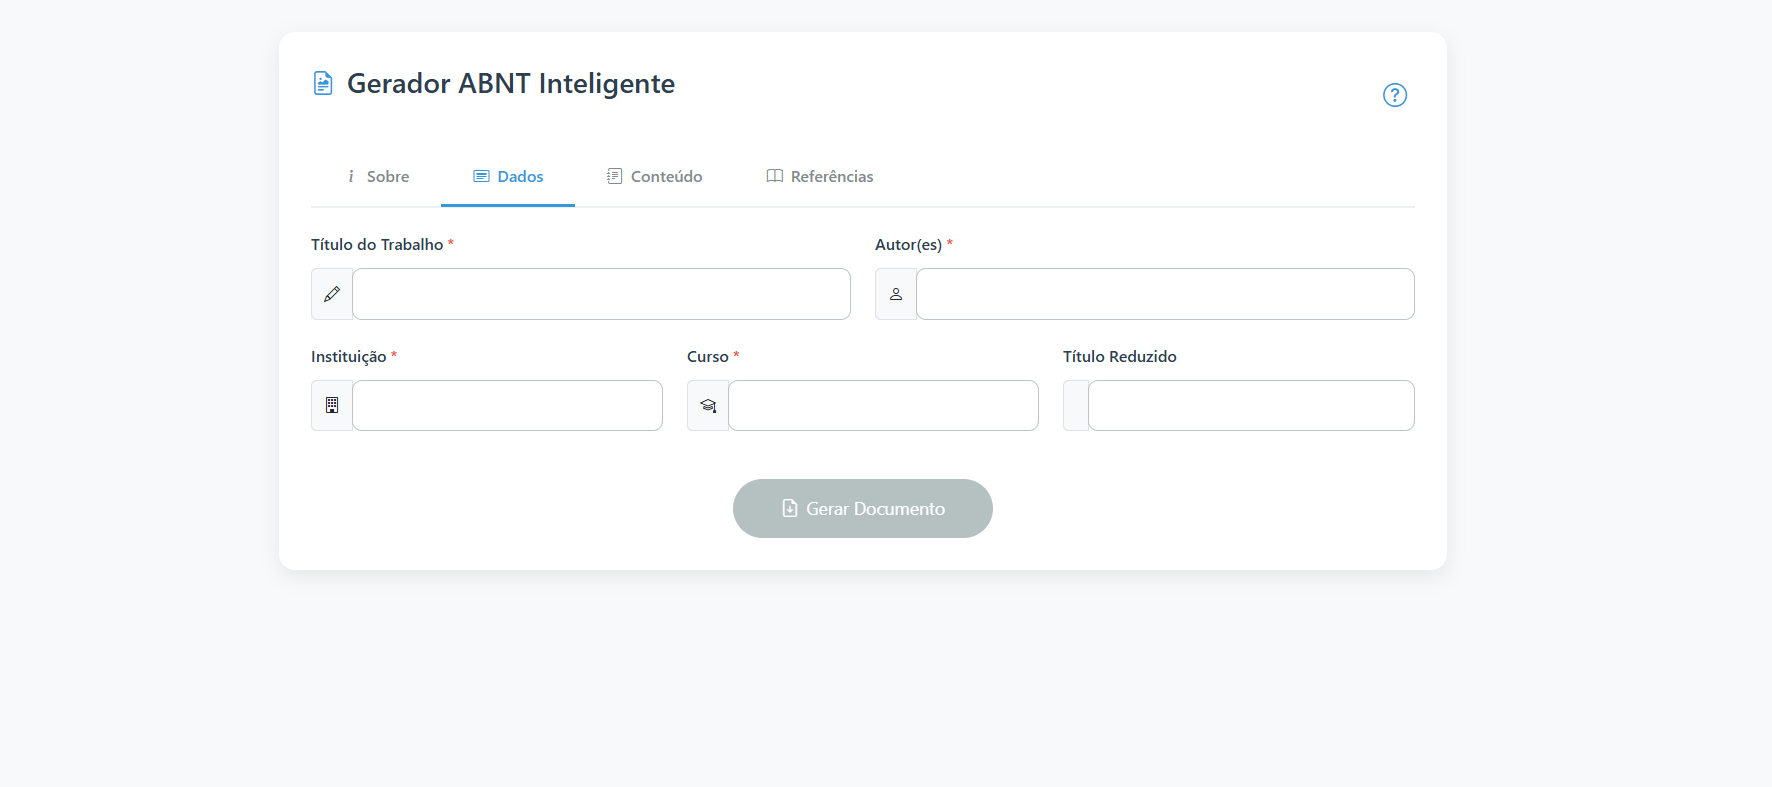 Gerador ABNT Inteligente
?
Sobre
Dados
Conteúdo
Referências
Título do Trabalho *
Autor(es) *
Instituição *
Curso *
Título Reduzido
Gerar Documento